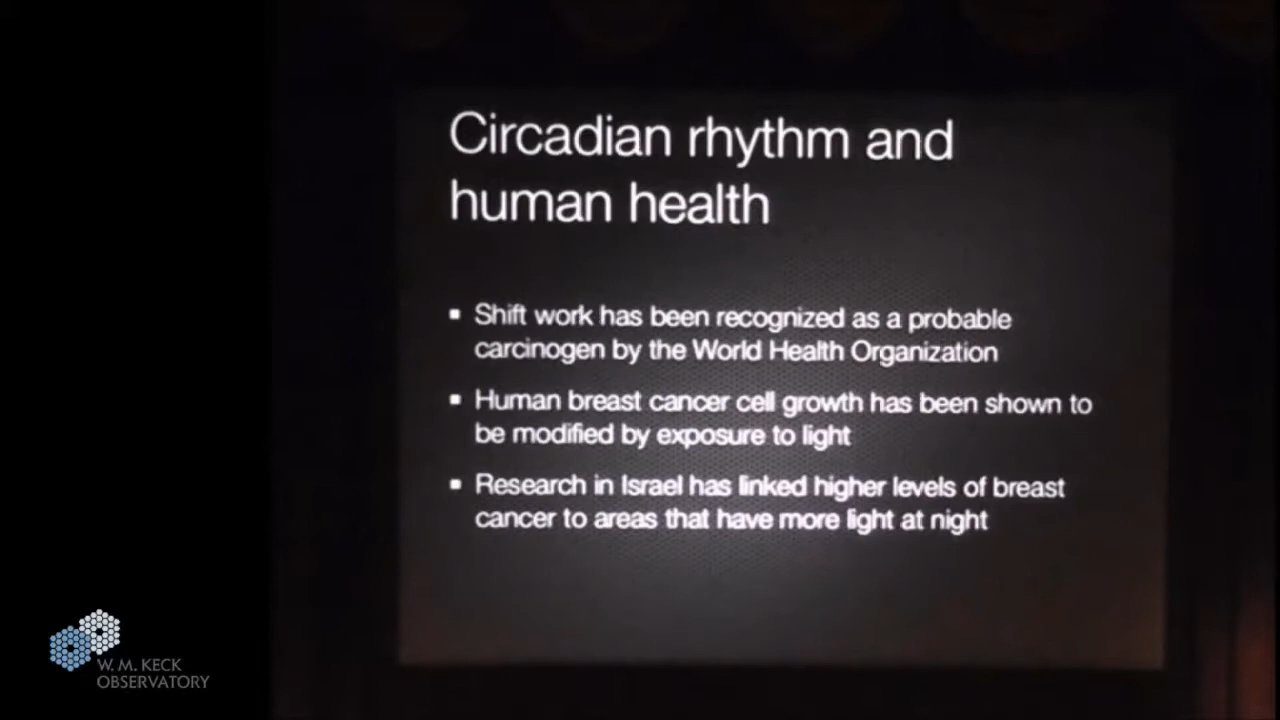 Circadian rhythm and
human health
▪ Shift work has been recognized as a probable
carcinogen by the World Health Organization
▪ Human breast cancer cell growth has been shown to
be modified by exposure to light
▪ Research in Israel has linked higher levels of breast
cancer to areas that have more light at night
W. M. KECK
OBSERVATORY